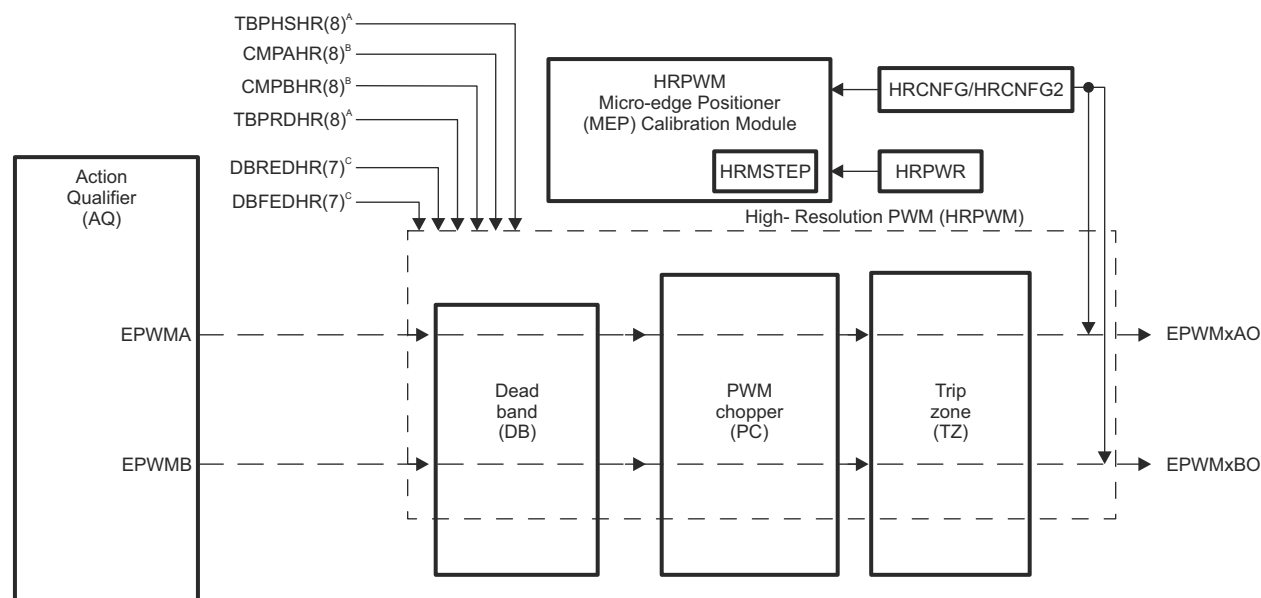 TBPHSHR(8)ᴬ
CMPAHR(8)ᴮ
CMPBHR(8)ᴮ
TBPRDHR(8)ᴬ
DBREDHR(7)ᶜ
DBFEDHR(7)ᶜ
HRPWM
Micro-edge Positioner
(MEP) Calibration Module
HRMSTEP
HRCNFG/HRCNFG2
HRPWR
High- Resolution PWM (HRPWM)
Action
Qualifier
(AQ)
EPWMA
EPWMB
Dead
band
(DB)
PWM
chopper
(PC)
Trip
zone
(TZ)
EPWMxAO
EPWMxBO